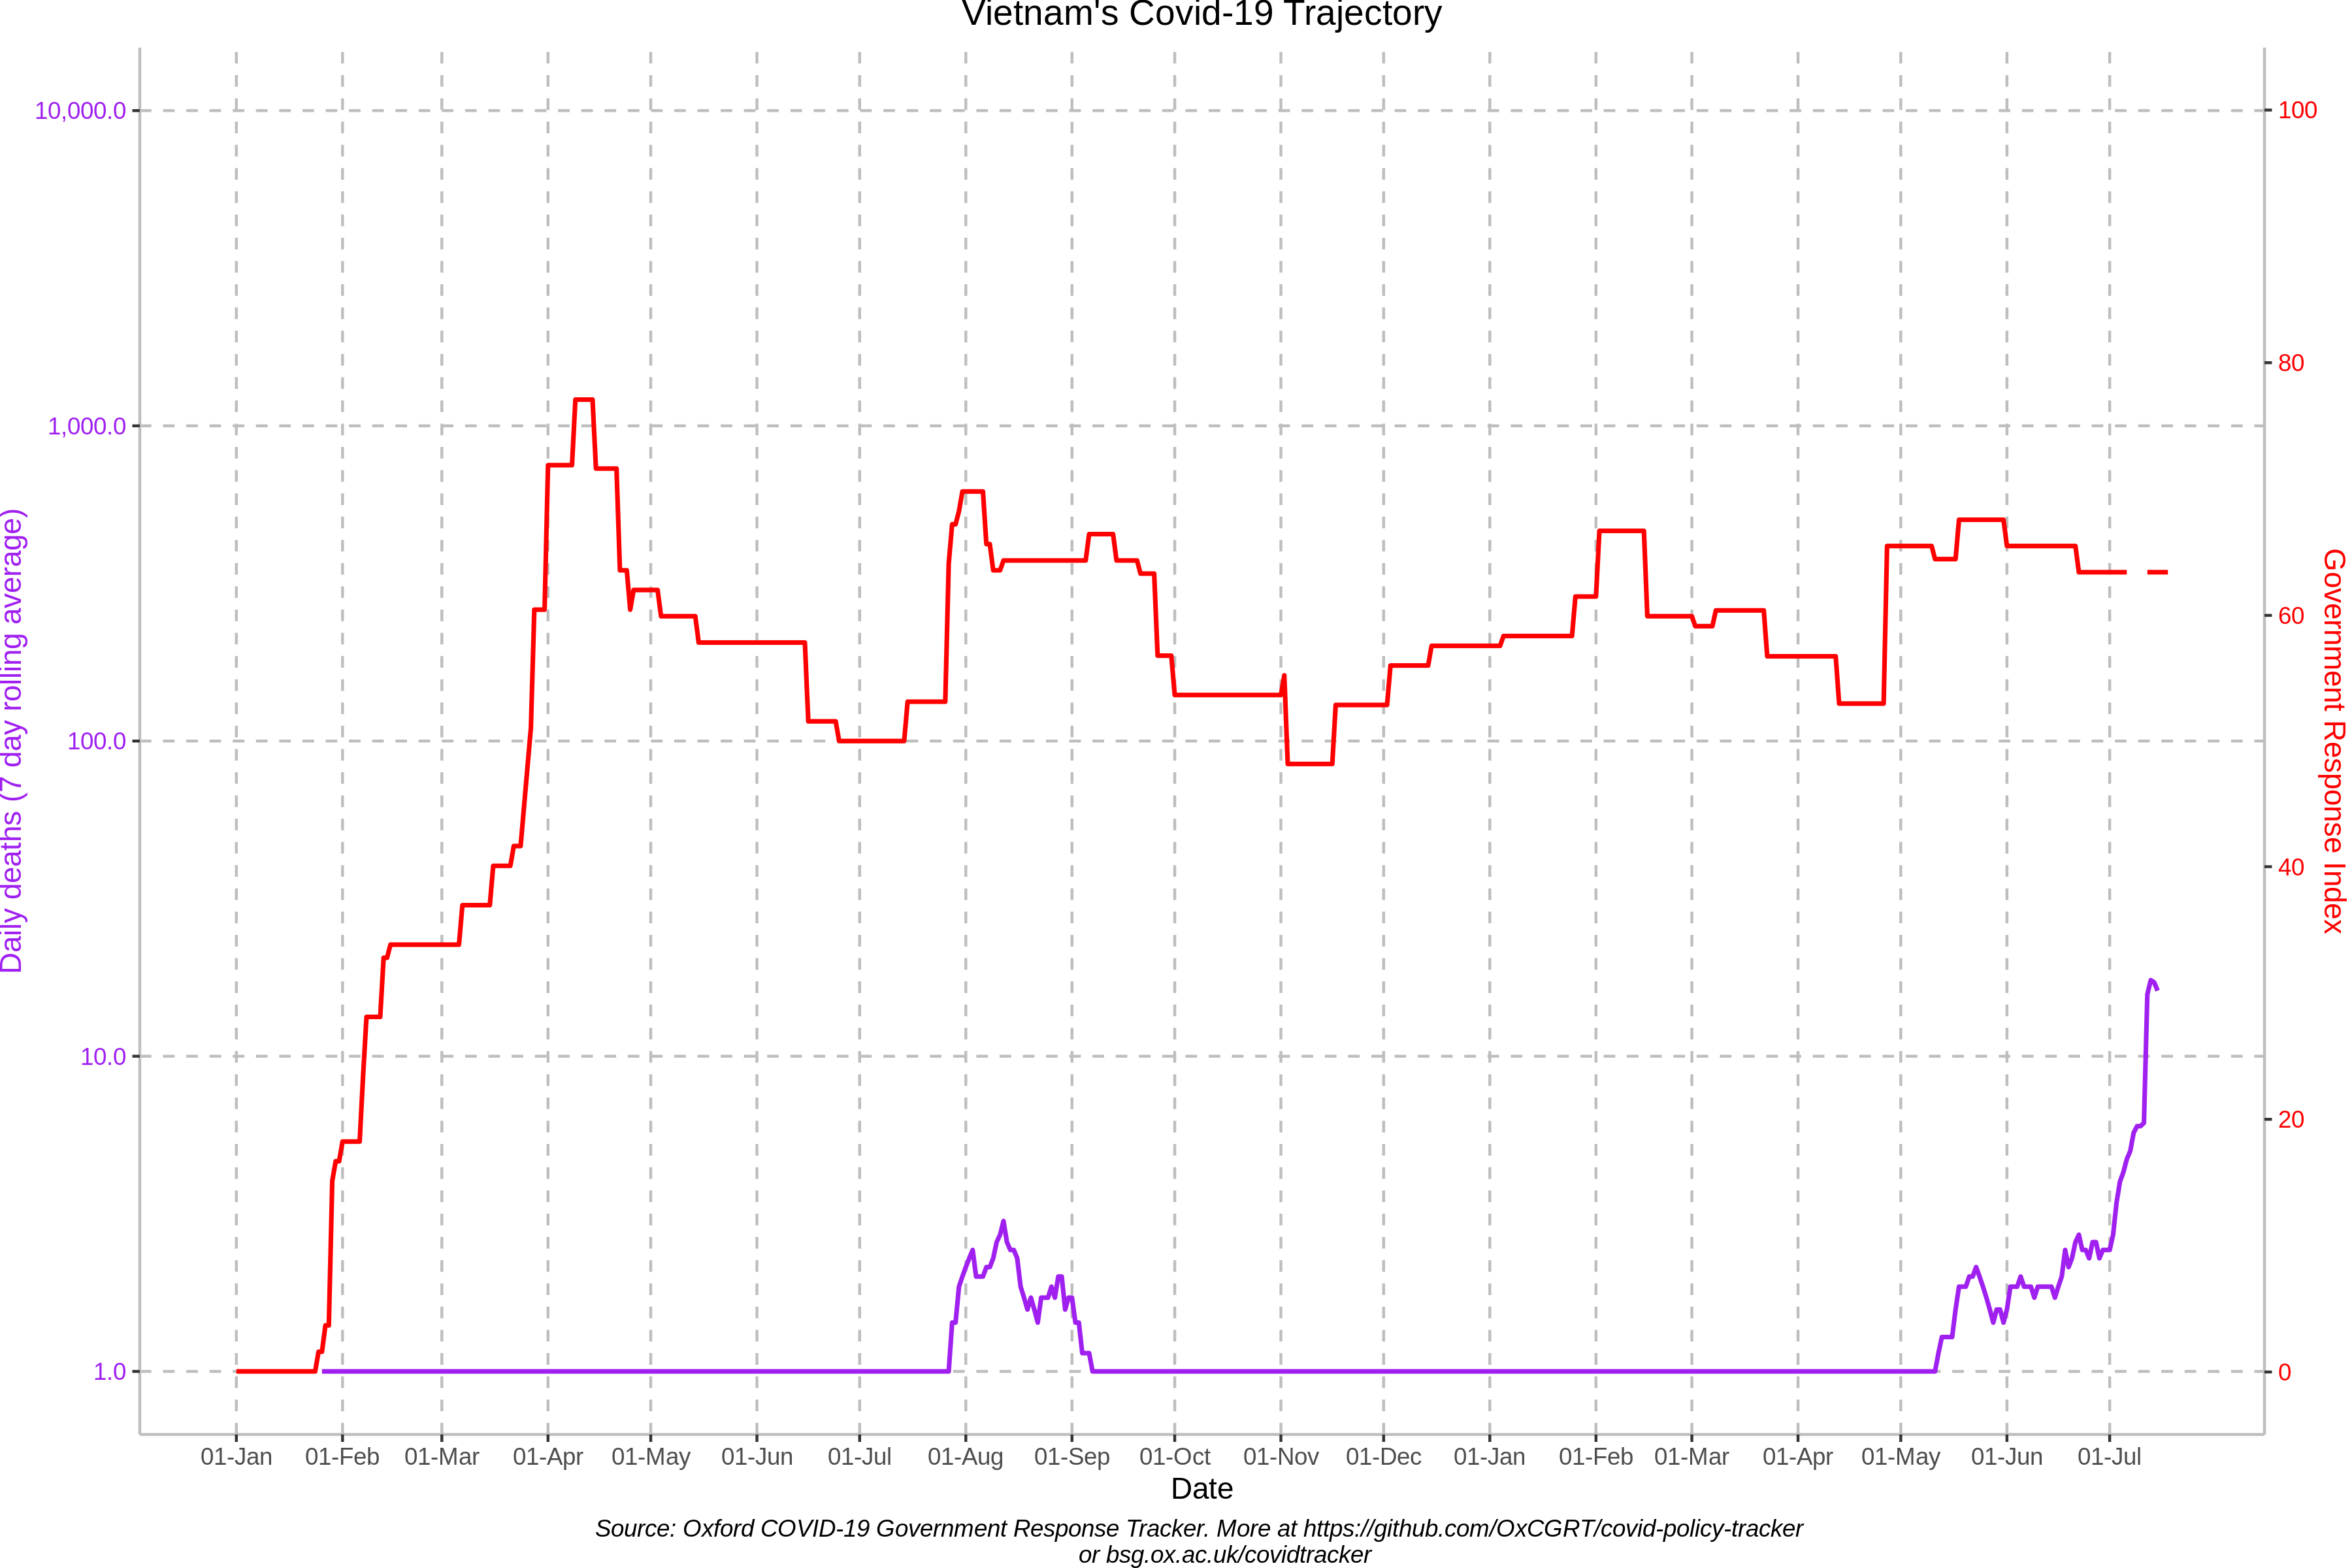 Vietnam's Covid-19 Trajectory
10,000.0
1,000.0
100.0
10.0
1.0
Daily deaths (7 day rolling average)
100
80
60
40
20
0
Government Response Index
01-Jan 01-Feb 01-Mar 01-Apr 01-May 01-Jun 01-Jul 01-Aug 01-Sep 01-Oct 01-Nov 01-Dec 01-Jan 01-Feb 01-Mar 01-Apr 01-May 01-Jun 01-Jul
Date
Source: Oxford COVID-19 Government Response Tracker. More at https://github.com/OxCGRT/covid-policy-tracker
or bsg.ox.ac.uk/covidtracker